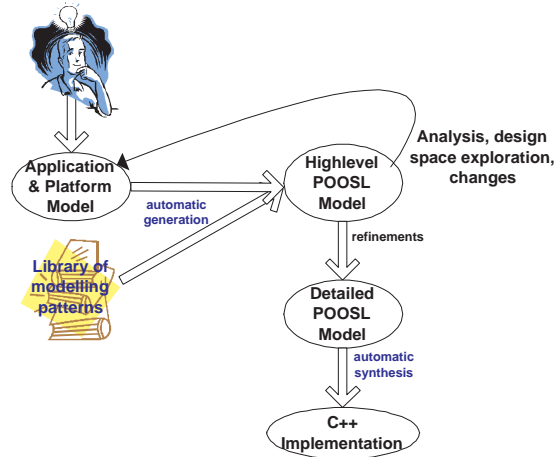 Application
& Platform
Model
automatic
generation
Library of
modelling
patterns
Highlevel
POOSL
Model
Analysis, design
space exploration,
changes
refinements
Detailed
POOSL
Model
automatic
synthesis
C++
Implementation